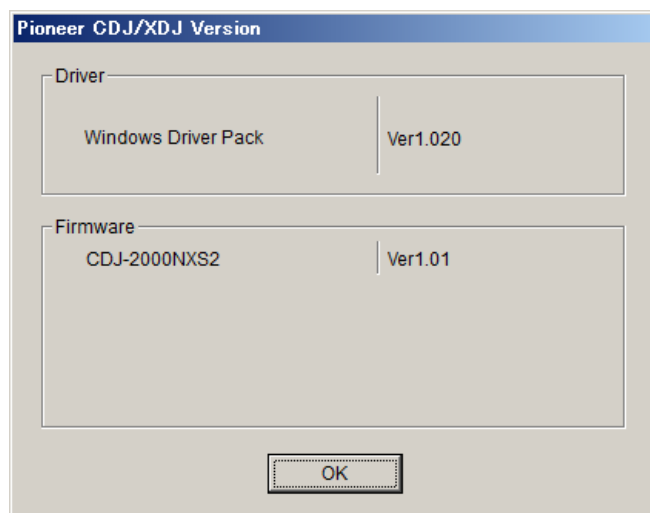 Pioneer CDJ/XDJ Version
Driver
Windows Driver Pack Ver1.020
Firmware
CDJ-2000NXS2 Ver1.01
OK